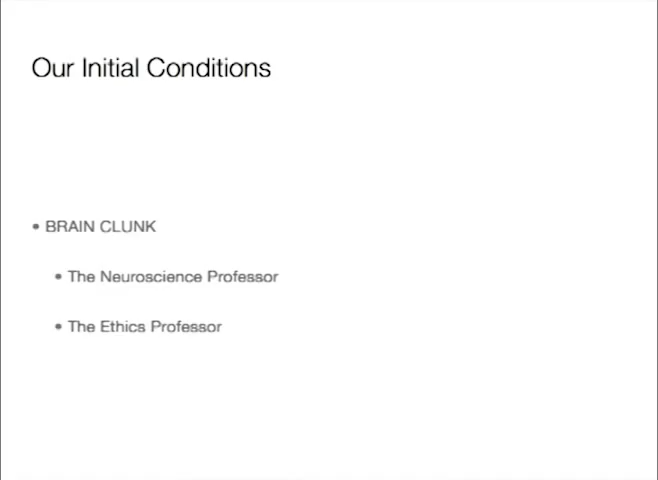 Our Initial Conditions
• BRAIN CLUNK
• The Neuroscience Professor
• The Ethics Professor